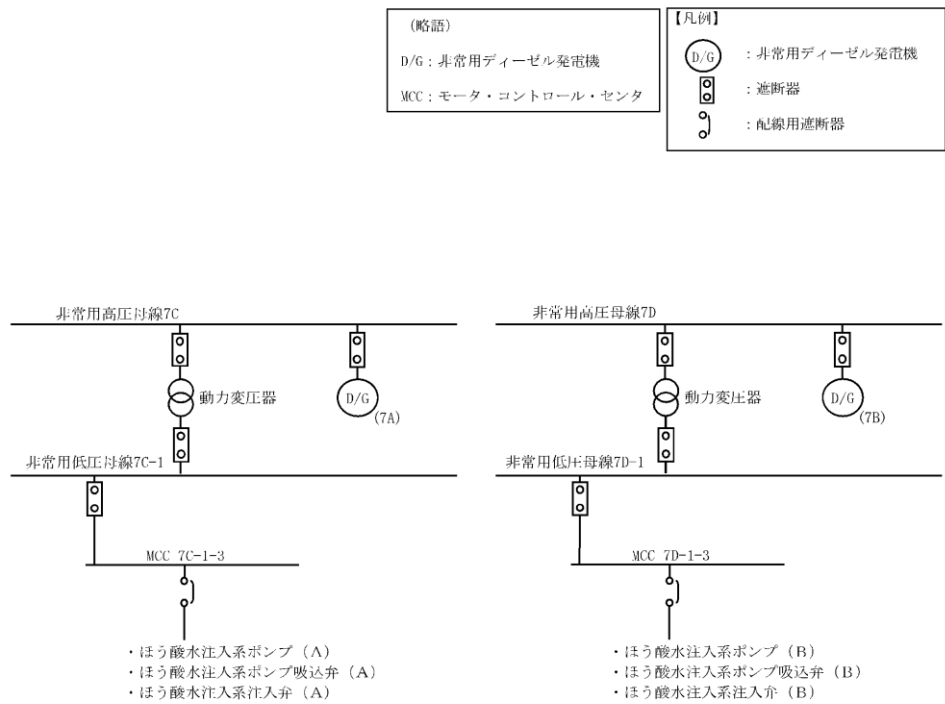 (略語)
D/G:非常用ディーゼル発電機
MCC:モータ・コントロール・センタ
【凡例】
D/G
:非常用ディーゼル発電機
:遮断器
:配線用遮断器
非常用高圧母線7C
動力変圧器
D/G
(7A)
非常用低圧母線7C-1
MCC 7C-1-3
・ほう酸水注入系ポンプ(A)
・ほう酸水注入系ポンプ吸込弁(A)
・ほう酸水注入系注入弁(A)
非常用高圧母線7D
動力変圧器
D/G
(7B)
非常用低圧母線7D-1
MCC 7D-1-3
・ほう酸水注入系ポンプ(B)
・ほう酸水注入系ポンプ吸込弁(B)
・ほう酸水注入系注入弁(B)